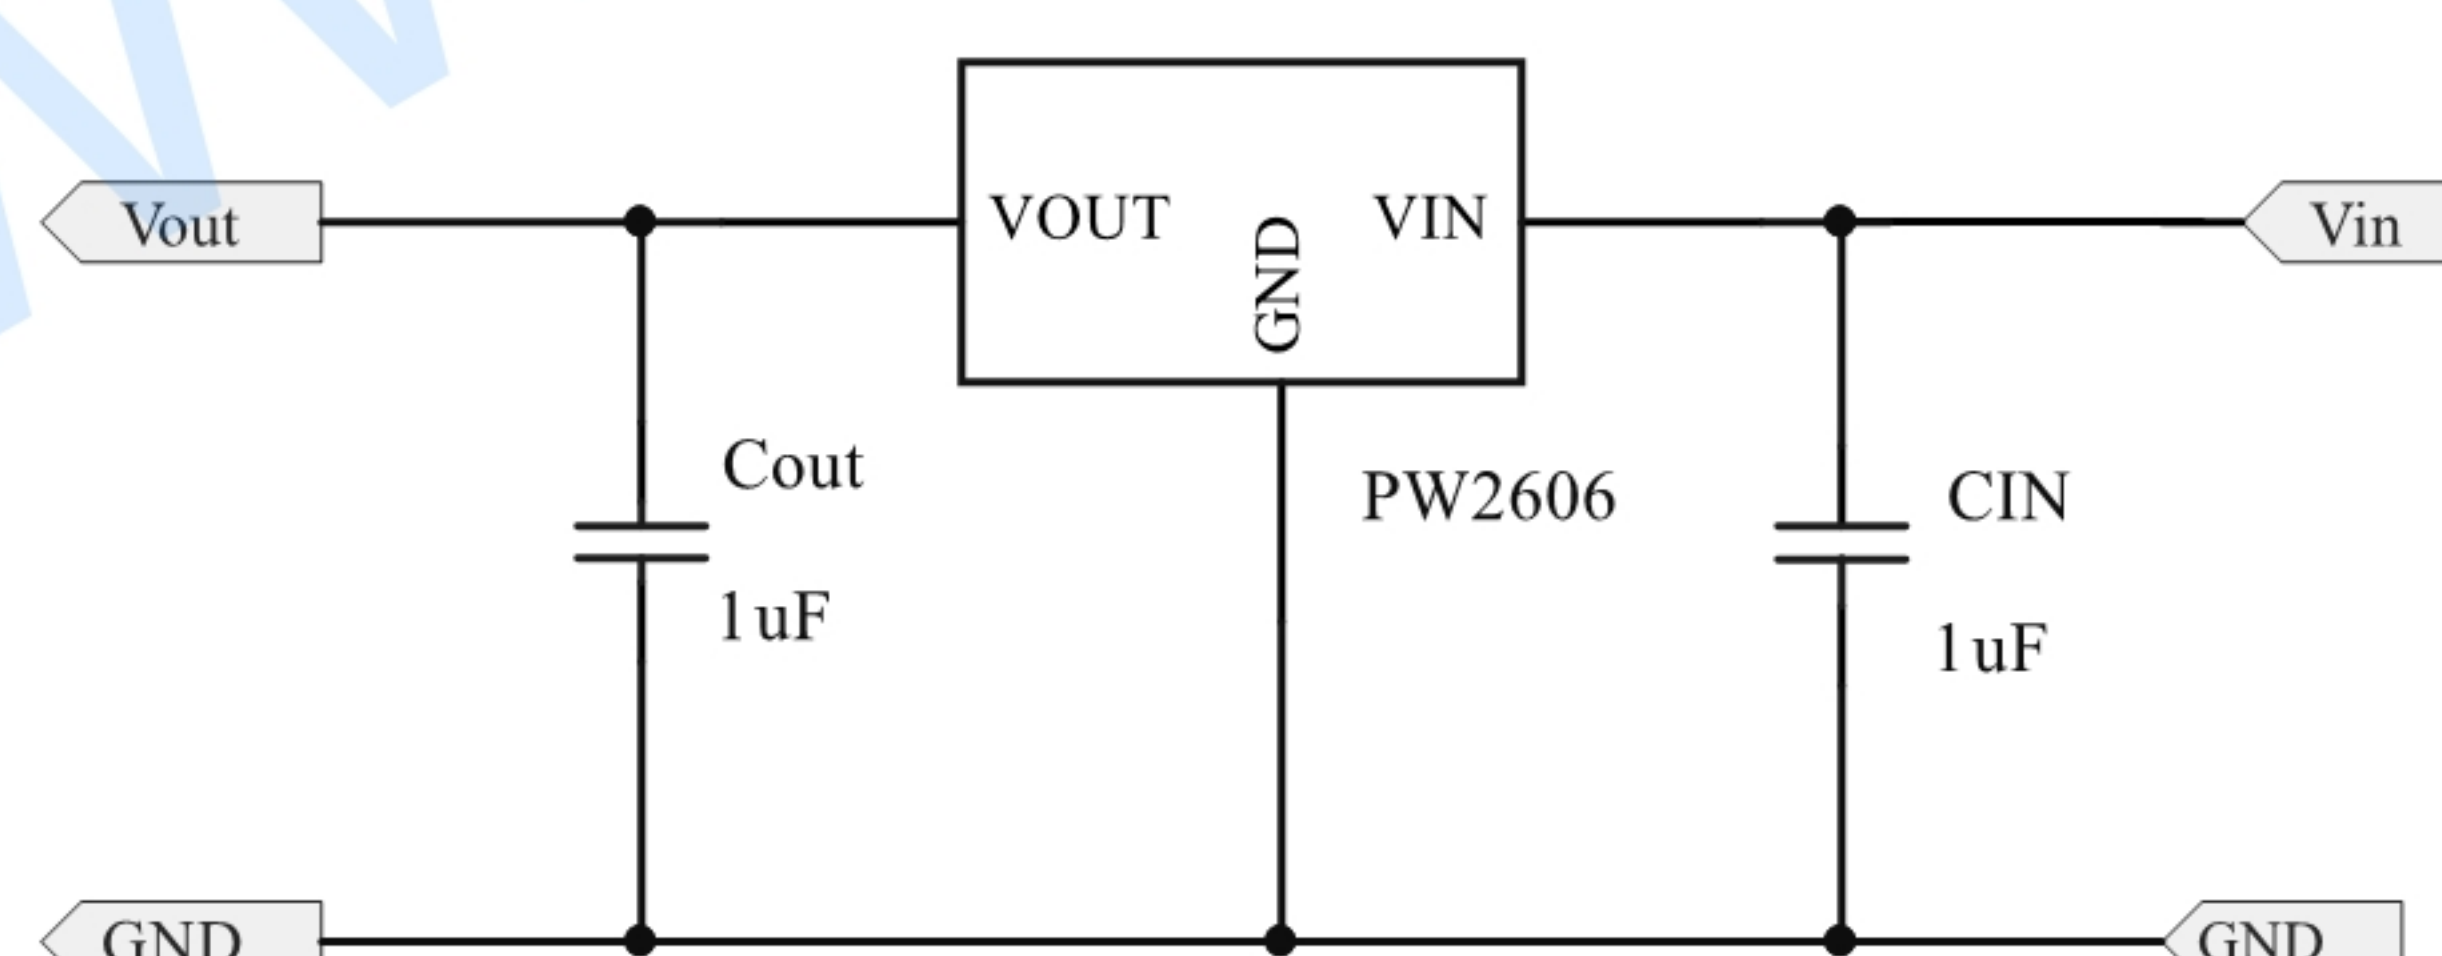 Vout
VOUT
GND
VIN
Vin
Cout
1uF
PW2606
CIN
1uF
GND
GND